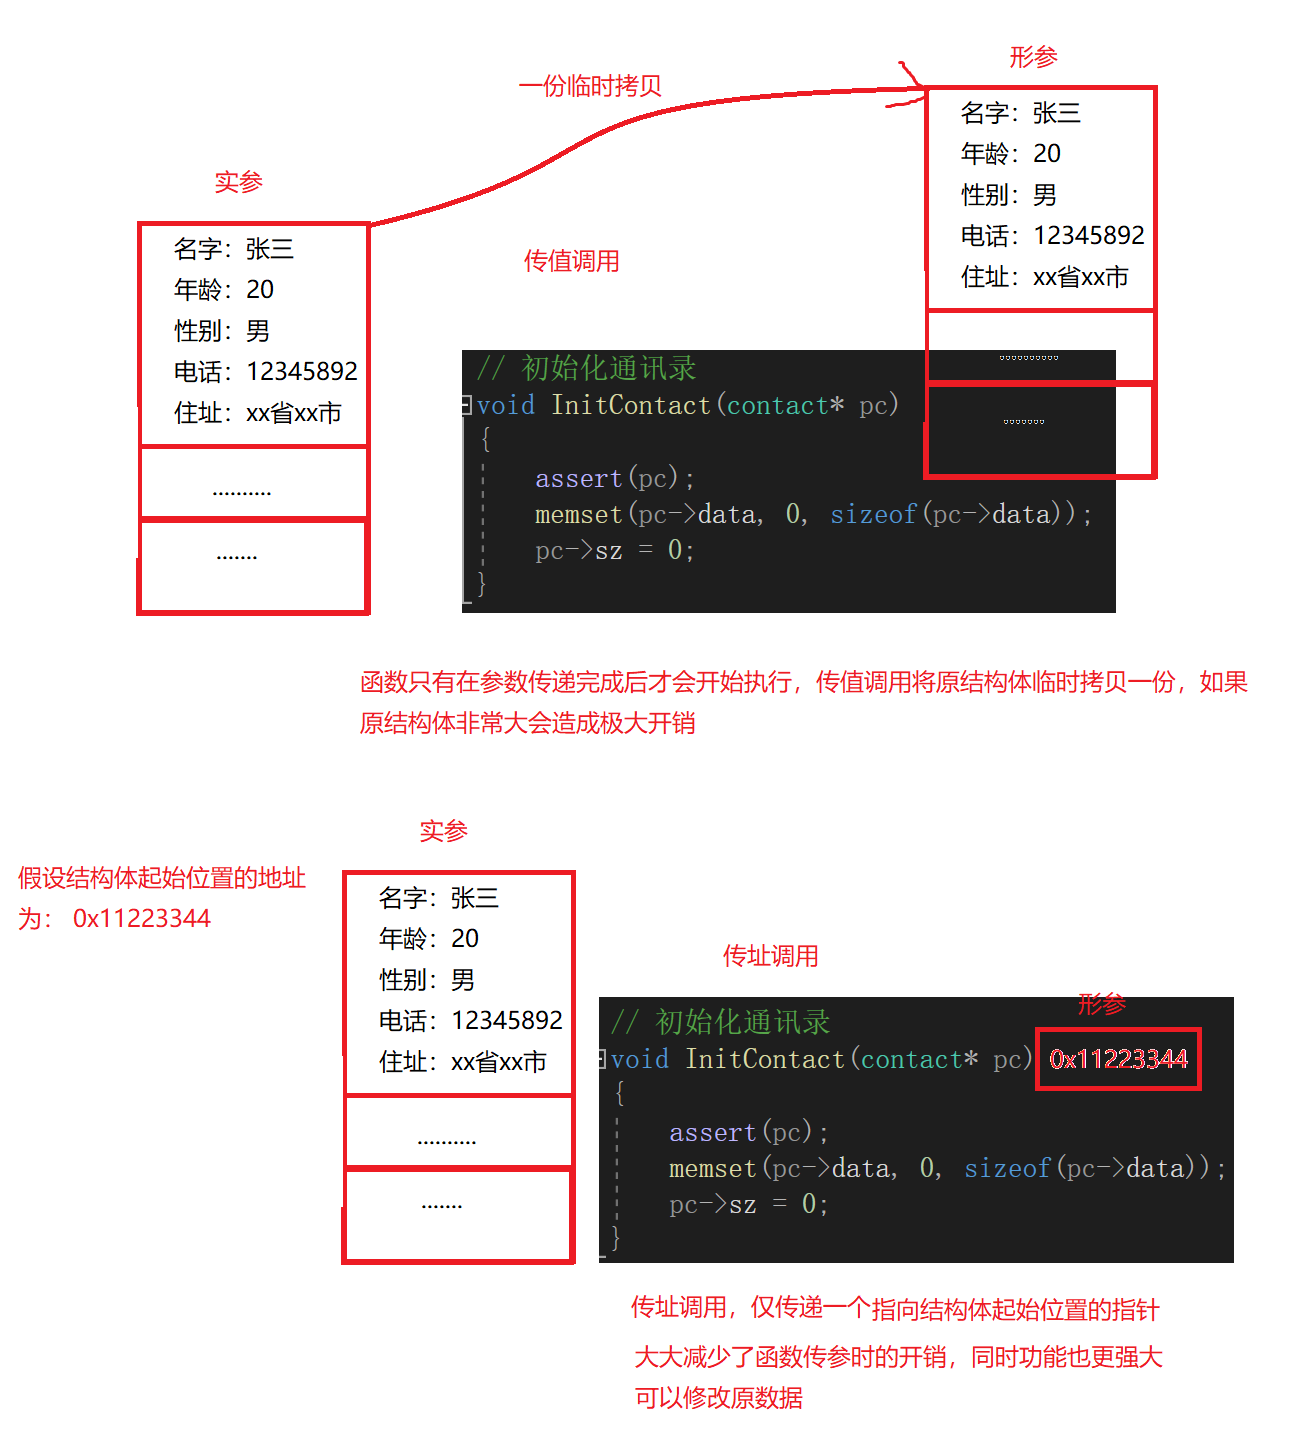 形参
一份临时拷贝
名字：张三
年龄：20
性别：男
电话：12345892
住址：xx省xx市
..........
.......
实参
名字：张三
年龄：20
性别：男
电话：12345892
住址：xx省xx市
..........
.......
传值调用
// 初始化通讯录
void InitContact(contact* pc)
{
assert(pc);
memset(pc->data, 0, sizeof(pc->data));
pc->sz = 0;
}
函数只有在参数传递完成后才会开始执行，传值调用将原结构体临时拷贝一份，如果
原结构体非常大会造成极大开销
实参
假设结构体起始位置的地址
为： 0x11223344
名字：张三
年龄：20
性别：男
电话：12345892
住址：xx省xx市
..........
.......
传址调用
形参
// 初始化通讯录
void InitContact(contact* pc) 0x11223344
{
assert(pc);
memset(pc->data, 0, sizeof(pc->data));
pc->sz = 0;
}
传址调用，仅传递一个指向结构体起始位置的指针
大大减少了函数传参时的开销，同时功能也更强大
可以修改原数据